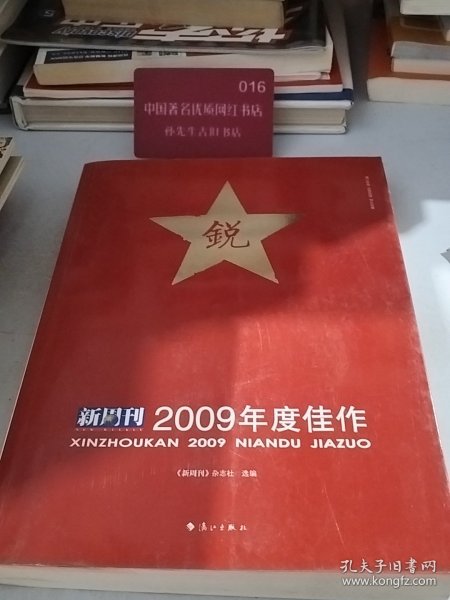 016
中国著名优质网红书店
孙先生古旧书店
銳
新周刊 2009年度佳作
XINZHOUKAN 2009 NIANDU JIAZUO
《新周刊》杂志社 选编
漓江出版社
孔夫子旧书网
www.kongfz.com